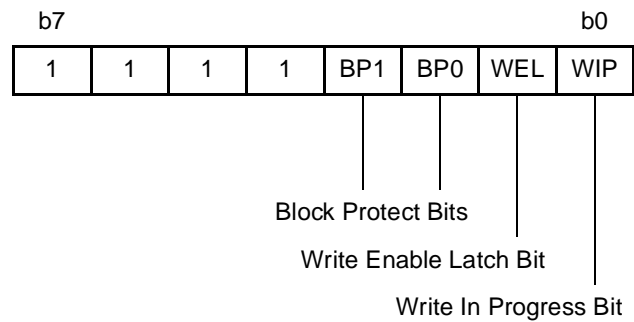 b7 b0
1 1 1 1 BP1 BP0 WEL WIP
Block Protect Bits
Write Enable Latch Bit
Write In Progress Bit